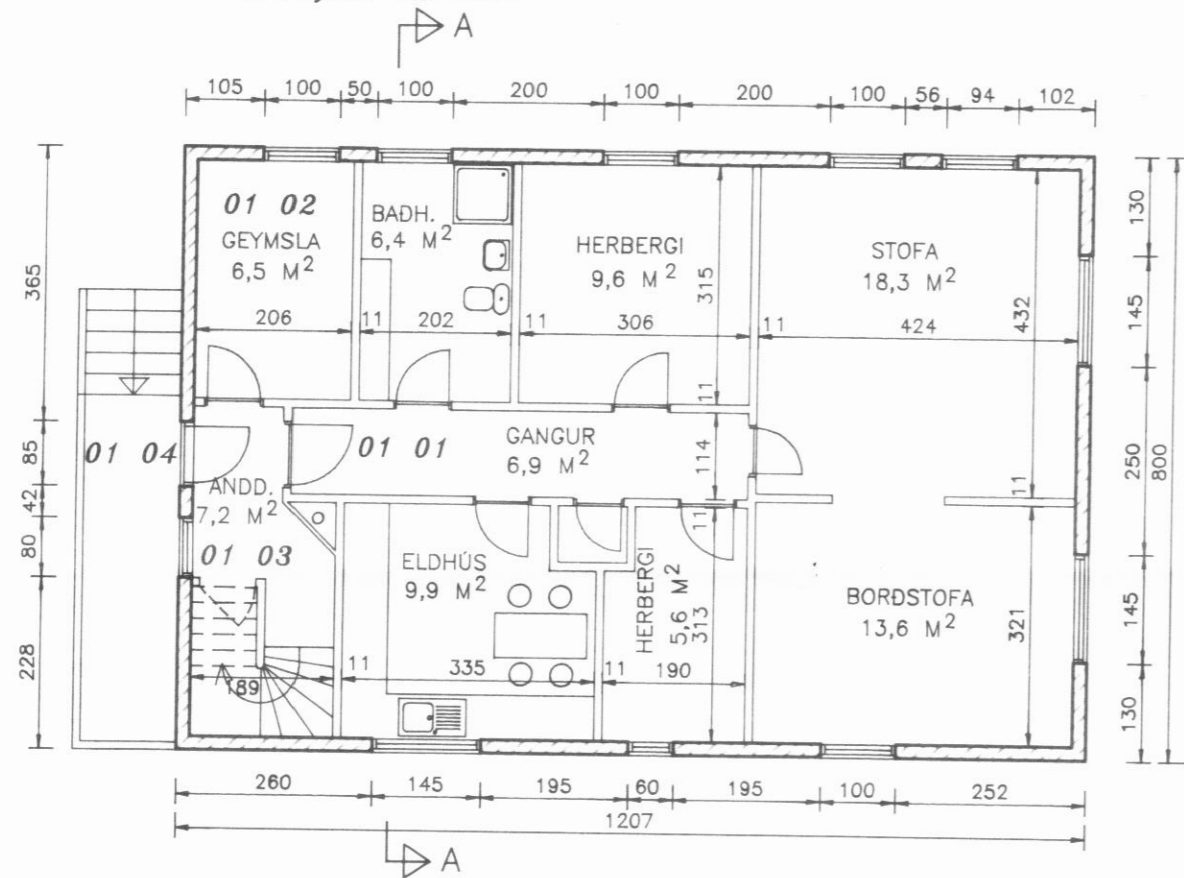 A
105 100 50 100 200 100 200 100 56 94 102
01 02
GEYMSLA
6,5 M²
BAÐH.
6,4 M²
HERBERGI
9,6 M²
STOFA
18,3 M²
365
315
432
130
145
206
11 202
11 306
11 424
11
85
42
80
228
01 04
ANDD.
7,2 M²
01 03
01 01
GANGUR
6,9 M²
114
11
11
250
800
ELDHÚS
9,9 M²
HERBERGI
5,6 M²
313
BORÐSTOFA
13,6 M²
321
145
130
189
11 335
11 190
260 145 195 60 195 100 252
1207
A